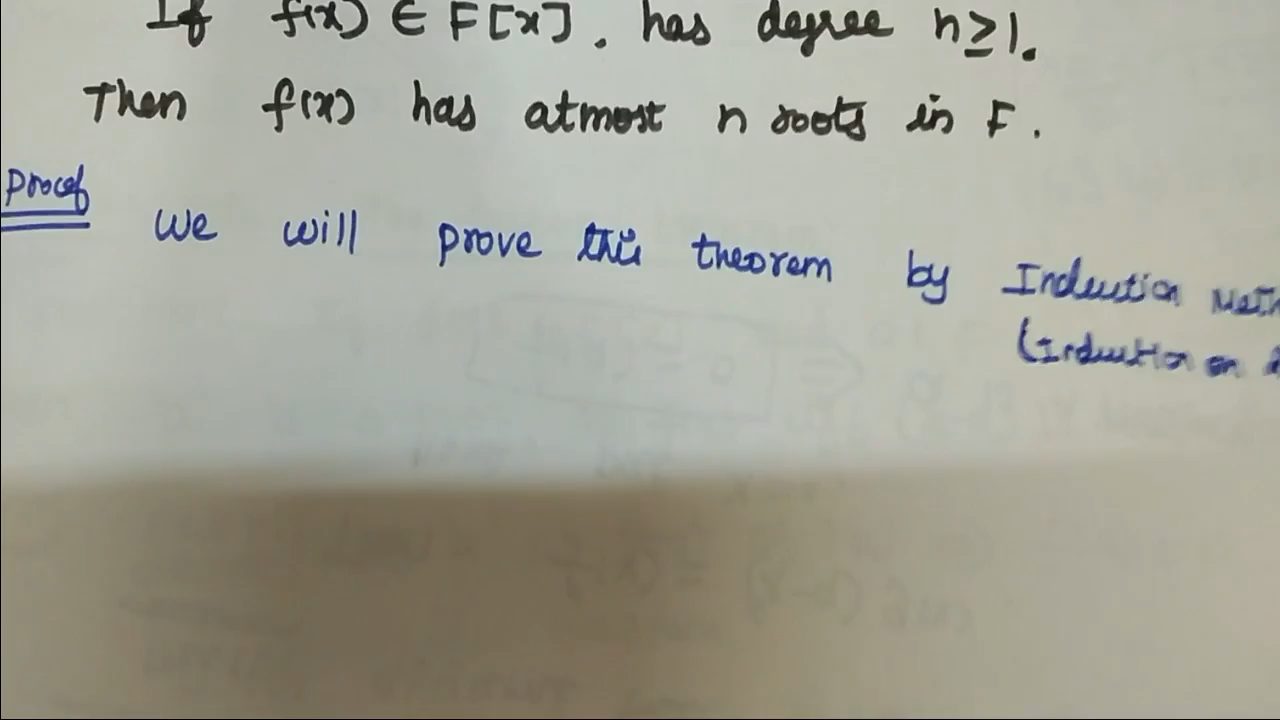 If f(x) ∈ F[x]. has degree n≥1.
Then f(x) has atmost n roots in F.
Proof
We will prove this theorem by Induction
(Induction on